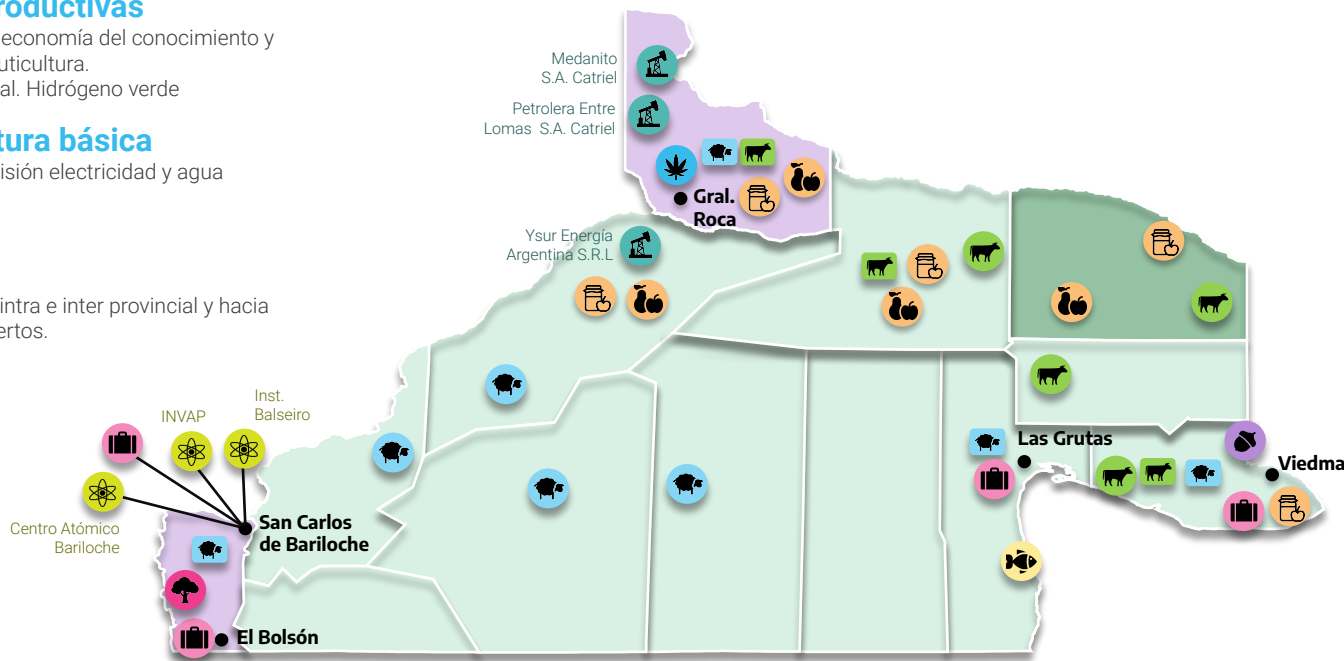 roductivas
economía del conocimiento y
uticultura.
al. Hidrógeno verde
tura básica
isión electricidad y agua
intra e inter provincial y hacia
ertos.
Medanito
S.A. Catriel
Petrolera Entre
Lomas S.A. Catriel
Gral.
Roca
Ysur Energía
Argentina S.R.L
INVAP
Inst.
Balseiro
Centro Atómico
Bariloche
San Carlos
de Bariloche
El Bolsón
Las Grutas
Viedma